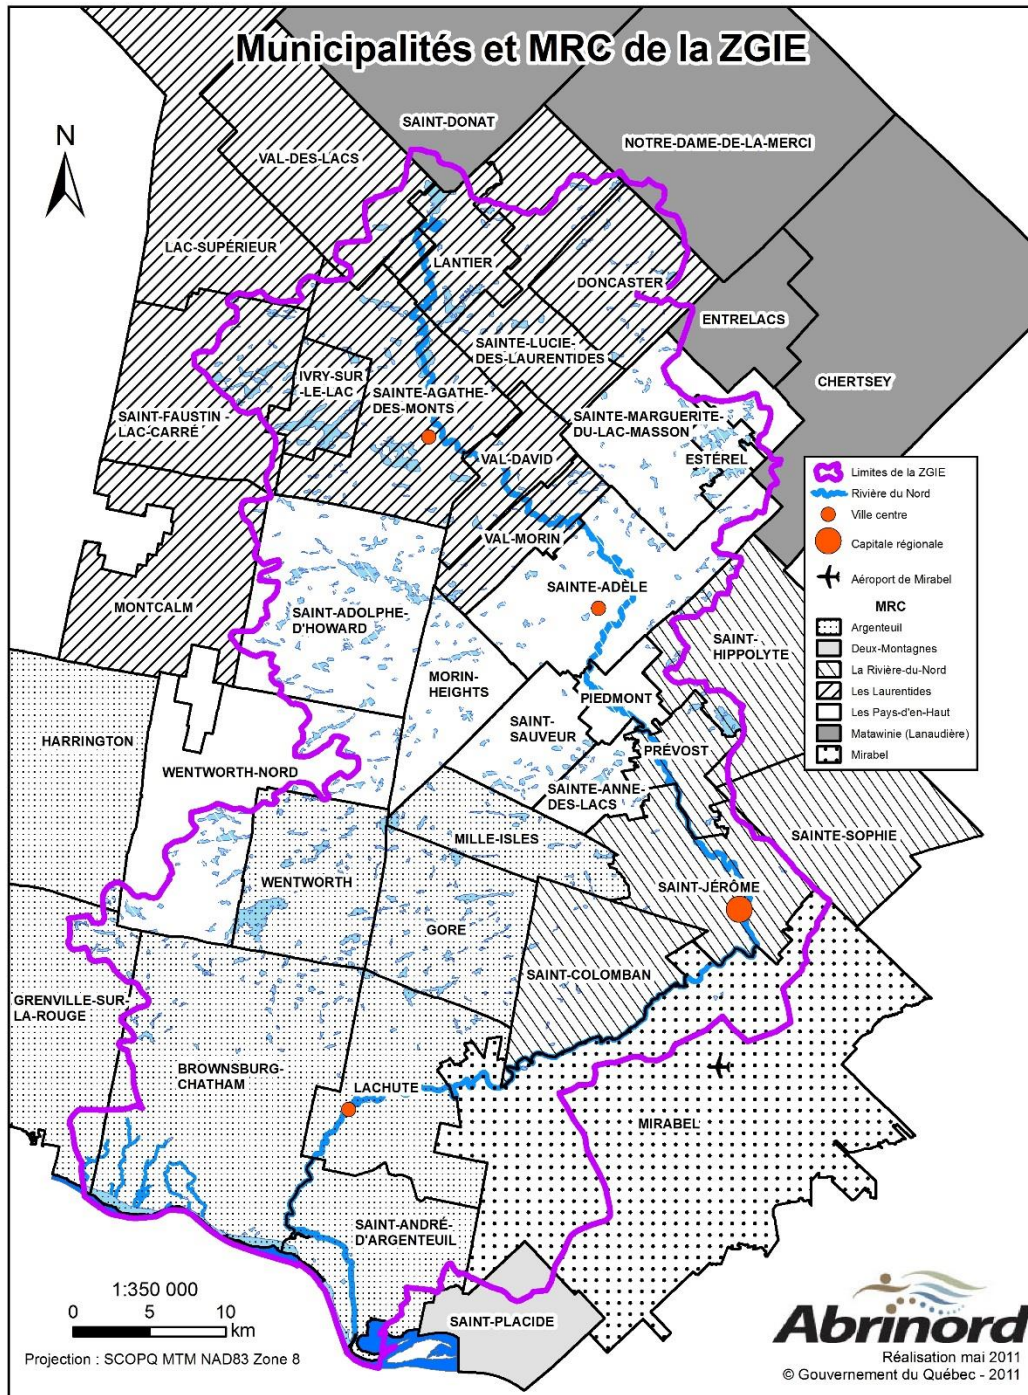 Municipalités et MRC de la ZGIE
N
SAINT-DONAT
NOTRE-DAME-DE-LA-MERCI
VAL-DES-LACS
LAC-SUPÉRIEUR
LANTIER
DONCASTER
ENTRELACS
SAINTE-LUCIE-
DES-LAURENTIDES
CHERTSEY
IVRY-SUR
-LE-LAC
SAINTE-AGATHE-
DES-MONTS
SAINT-FAUSTIN -
LAC-CARRÉ
SAINTE-MARGUERITE-
DU-LAC-MASSON
ESTÉREL
VAL-DAVID
VAL-MORIN
SAINTE-ADÈLE
MONTCALM
SAINT-ADOLPHE-
D'HOWARD
SAINT-
HIPPOLYTE
MORIN-
HEIGHTS
PIEDMONT
SAINT-
SAUVEUR
PRÉVOST
HARRINGTON
WENTWORTH-NORD
SAINTE-ANNE-
DES-LACS
MILLE-ISLES
SAINTE-SOPHIE
WENTWORTH
SAINT-JÉRÔME
GORE
SAINT-COLOMBAN
GRENVILLE-SUR-
LA-ROUGE
BROWNSBURG-
CHATHAM
LACHUTE
MIRABEL
SAINT-ANDRÉ-
D'ARGENTEUIL
SAINT-PLACIDE
Limites de la ZGIE
Rivière du Nord
Ville centre
Capitale régionale
Aéroport de Mirabel
MRC
Argenteuil
Deux-Montagnes
La Rivière-du-Nord
Les Laurentides
Les Pays-d'en-Haut
Matawinie (Lanaudière)
Mirabel
1:350 000
0 5 10
km
Projection : SCOPQ MTM NAD83 Zone 8
Abrinord
Réalisation mai 2011
© Gouvernement du Québec - 2011